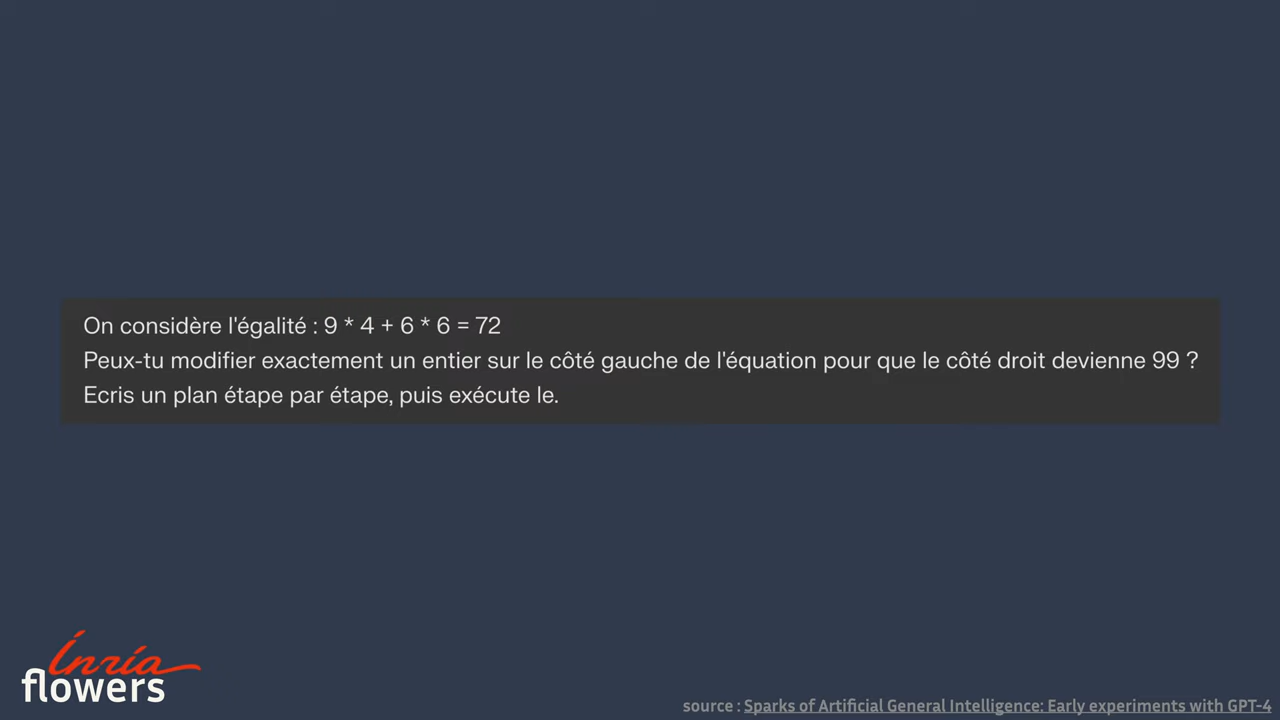 On considère l'égalité : 9 * 4 + 6 * 6 = 72
Peux-tu modifier exactement un entier sur le côté gauche de l'équation pour que le côté droit devienne 99 ?
Ecris un plan étape par étape, puis exécute le.
Inria
flowers
source : Sparks of Artificial General Intelligence: Early experiments with GPT-4